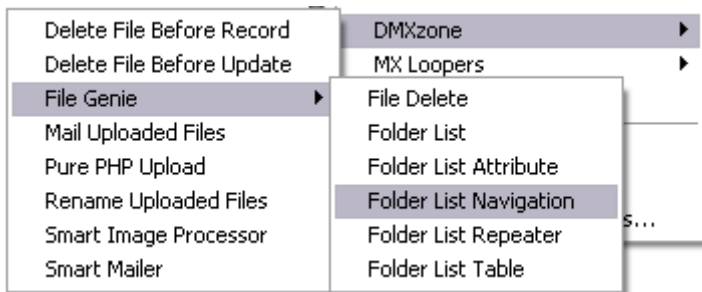 Delete File Before Record
Delete File Before Update
File Genie
Mail Uploaded Files
Pure PHP Upload
Rename Uploaded Files
Smart Image Processor
Smart Mailer
DMXzone
MX Loopers
File Delete
Folder List
Folder List Attribute
Folder List Navigation
Folder List Repeater
Folder List Table
s...